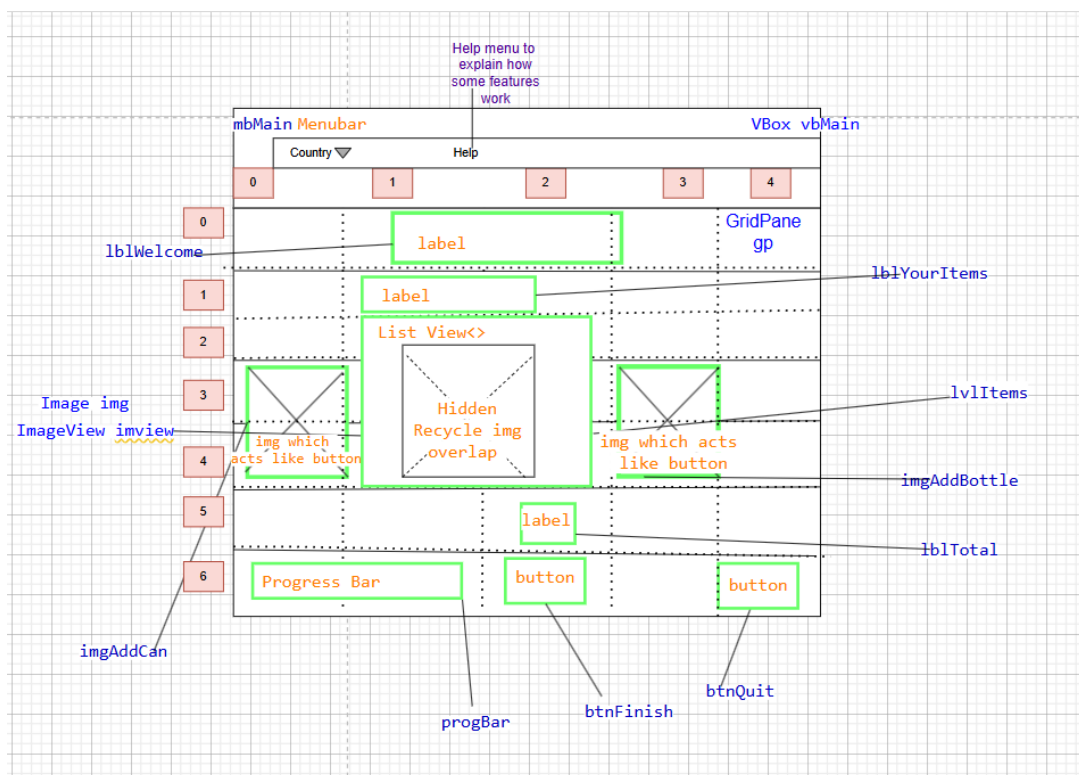 Help menu to
explain how
some features
work
mbMain Menubar
VBox vbMain
Country
Help
0
1
2
3
4
0
label
GridPane
gp
lblWelcome
lblYourItems
1
label
2
List View<>
3
lvlItems
Image img
Hidden
ImageView imview
Recycle img
overlap
img which
acts like button
img which acts
like button
4
imgAddBottle
5
label
lblTotal
6
Progress Bar
button
button
imgAddCan
btnQuit
btnFinish
progBar